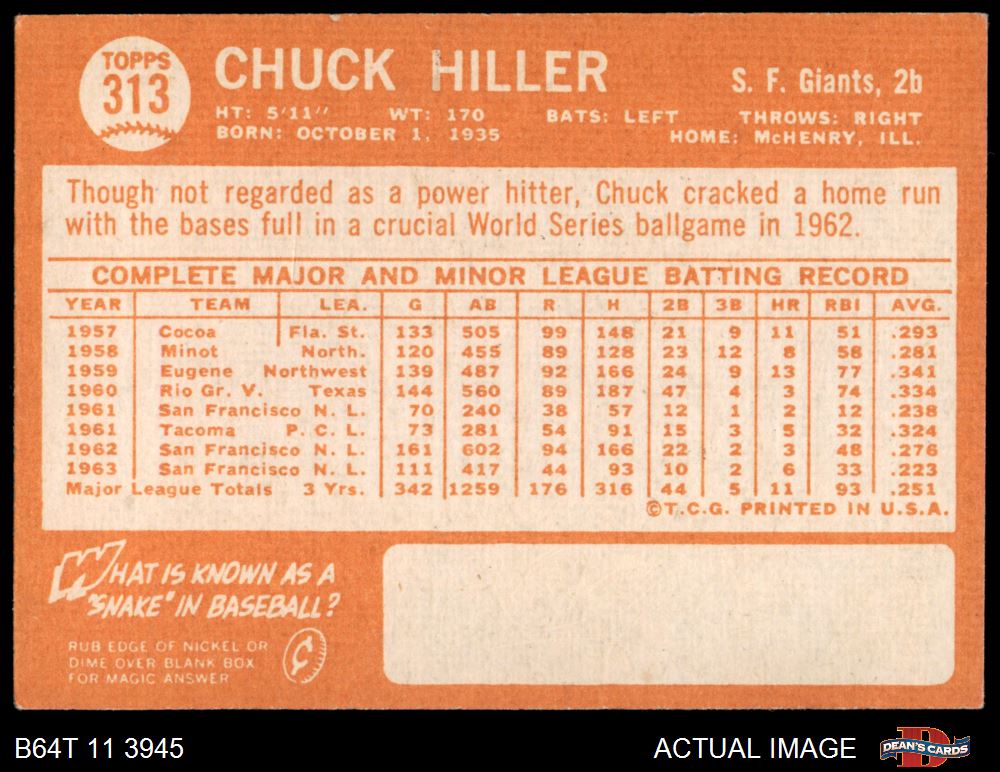 TOPPS
313
CHUCK HILLER
S. F. Giants, 2b
HT: 5'11" WT: 170 BATS: LEFT THROWS: RIGHT
BORN: OCTOBER 1, 1935 HOME: McHENRY, ILL.
Though not regarded as a power hitter, Chuck cracked a home run
with the bases full in a crucial World Series ballgame in 1962.
COMPLETE MAJOR AND MINOR LEAGUE BATTING RECORD
YEAR TEAM LEA. G AB R H 2B 3B HR RBI AVG.
1957 Cocoa Fla. St. 133 505 99 148 21 9 11 51 .293
1958 Minot North. 120 455 89 128 23 12 8 58 .281
1959 Eugene Northwest 139 487 92 166 24 9 13 77 .341
1960 Rio Gr. V. Texas 144 560 89 187 47 4 3 74 .334
1961 San Francisco N. L. 70 240 38 57 12 1 2 12 .238
1961 Tacoma P. C. L. 73 281 54 91 15 3 5 32 .324
1962 San Francisco N. L. 161 602 94 166 22 2 3 48 .276
1963 San Francisco N. L. 111 417 44 93 10 2 6 33 .223
Major League Totals 3 Yrs. 342 1259 176 316 44 5 11 93 .251
©T.C.G. PRINTED IN U.S.A.
WHAT IS KNOWN AS A
"SNAKE" IN BASEBALL?
RUB EDGE OF NICKEL OR
DIME OVER BLANK BOX
FOR MAGIC ANSWER
¢
B64T 11 3945
ACTUAL IMAGE
D
DEAN'S CARDS